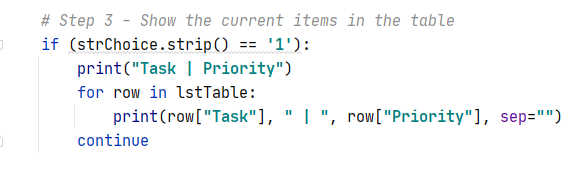 # Step 3 - Show the current items in the table
if (strChoice.strip() == '1'):
    print("Task | Priority")
    for row in lstTable:
        print(row["Task"], " | ", row["Priority"], sep="")
    continue